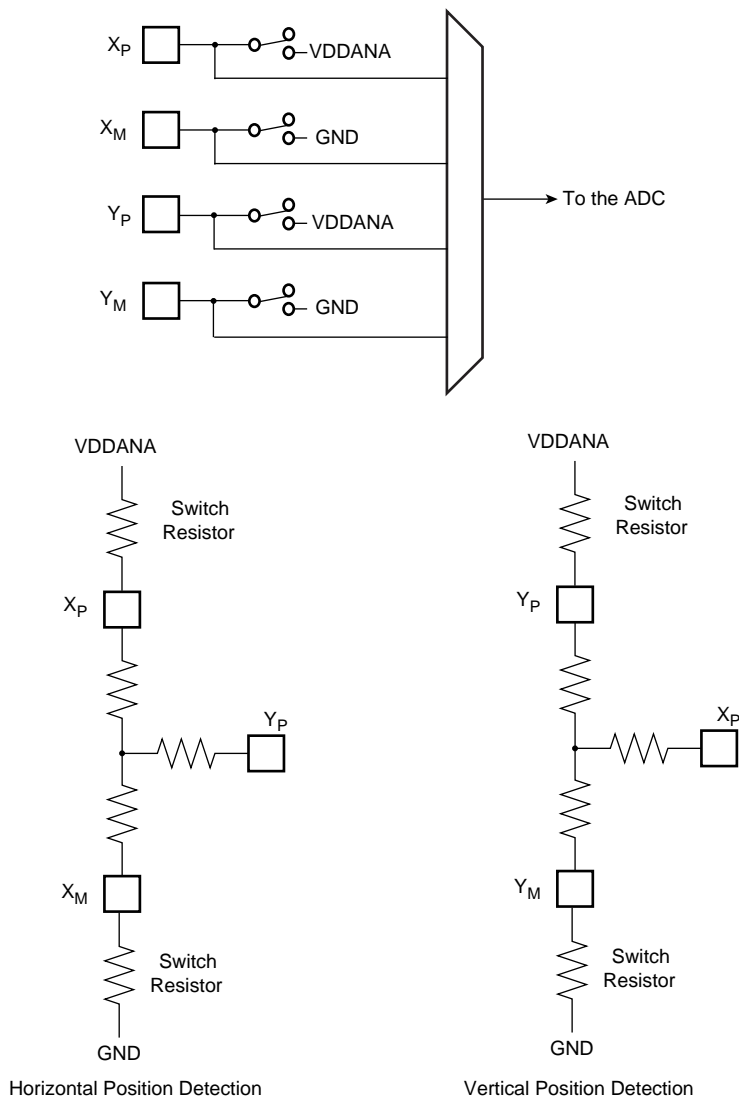 XP
VDDANA
XM
GND
YP
VDDANA
YM
GND
To the ADC
VDDANA
Switch
Resistor
XP
YP
XM
Switch
Resistor
GND
Horizontal Position Detection
VDDANA
Switch
Resistor
YP
XP
YM
Switch
Resistor
GND
Vertical Position Detection